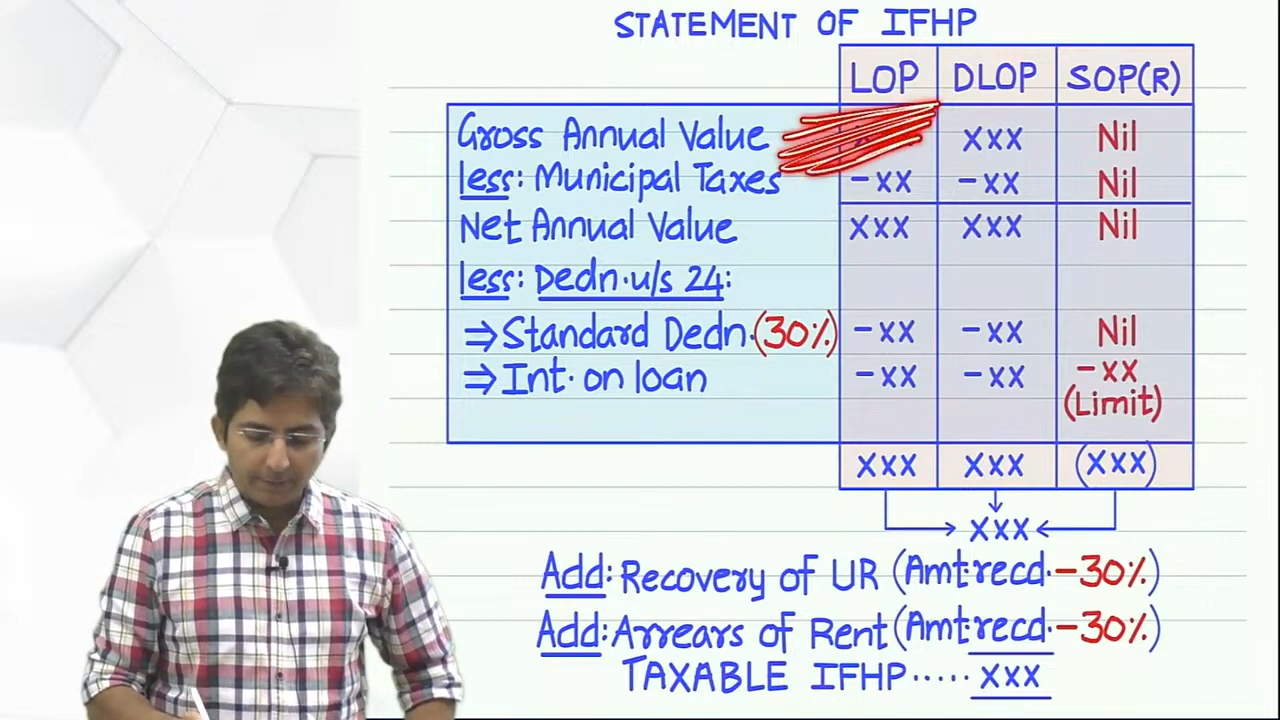 STATEMENT OF IFHP
LOP DLOP SOP(R)
Gross Annual Value XXX Nil
less: Municipal Taxes -XX -XX Nil
Net Annual Value XXX XXX Nil
less: Dedn. u/s 24:
⇒ Standard Dedn. (30%) -XX -XX Nil
⇒ Int. on loan -XX -XX -XX
(Limit)
XXX XXX (XXX)
XXX
Add: Recovery of UR (Amt recd. -30%)
Add: Arrears of Rent (Amt recd. -30%)
TAXABLE IFHP ..... XXX